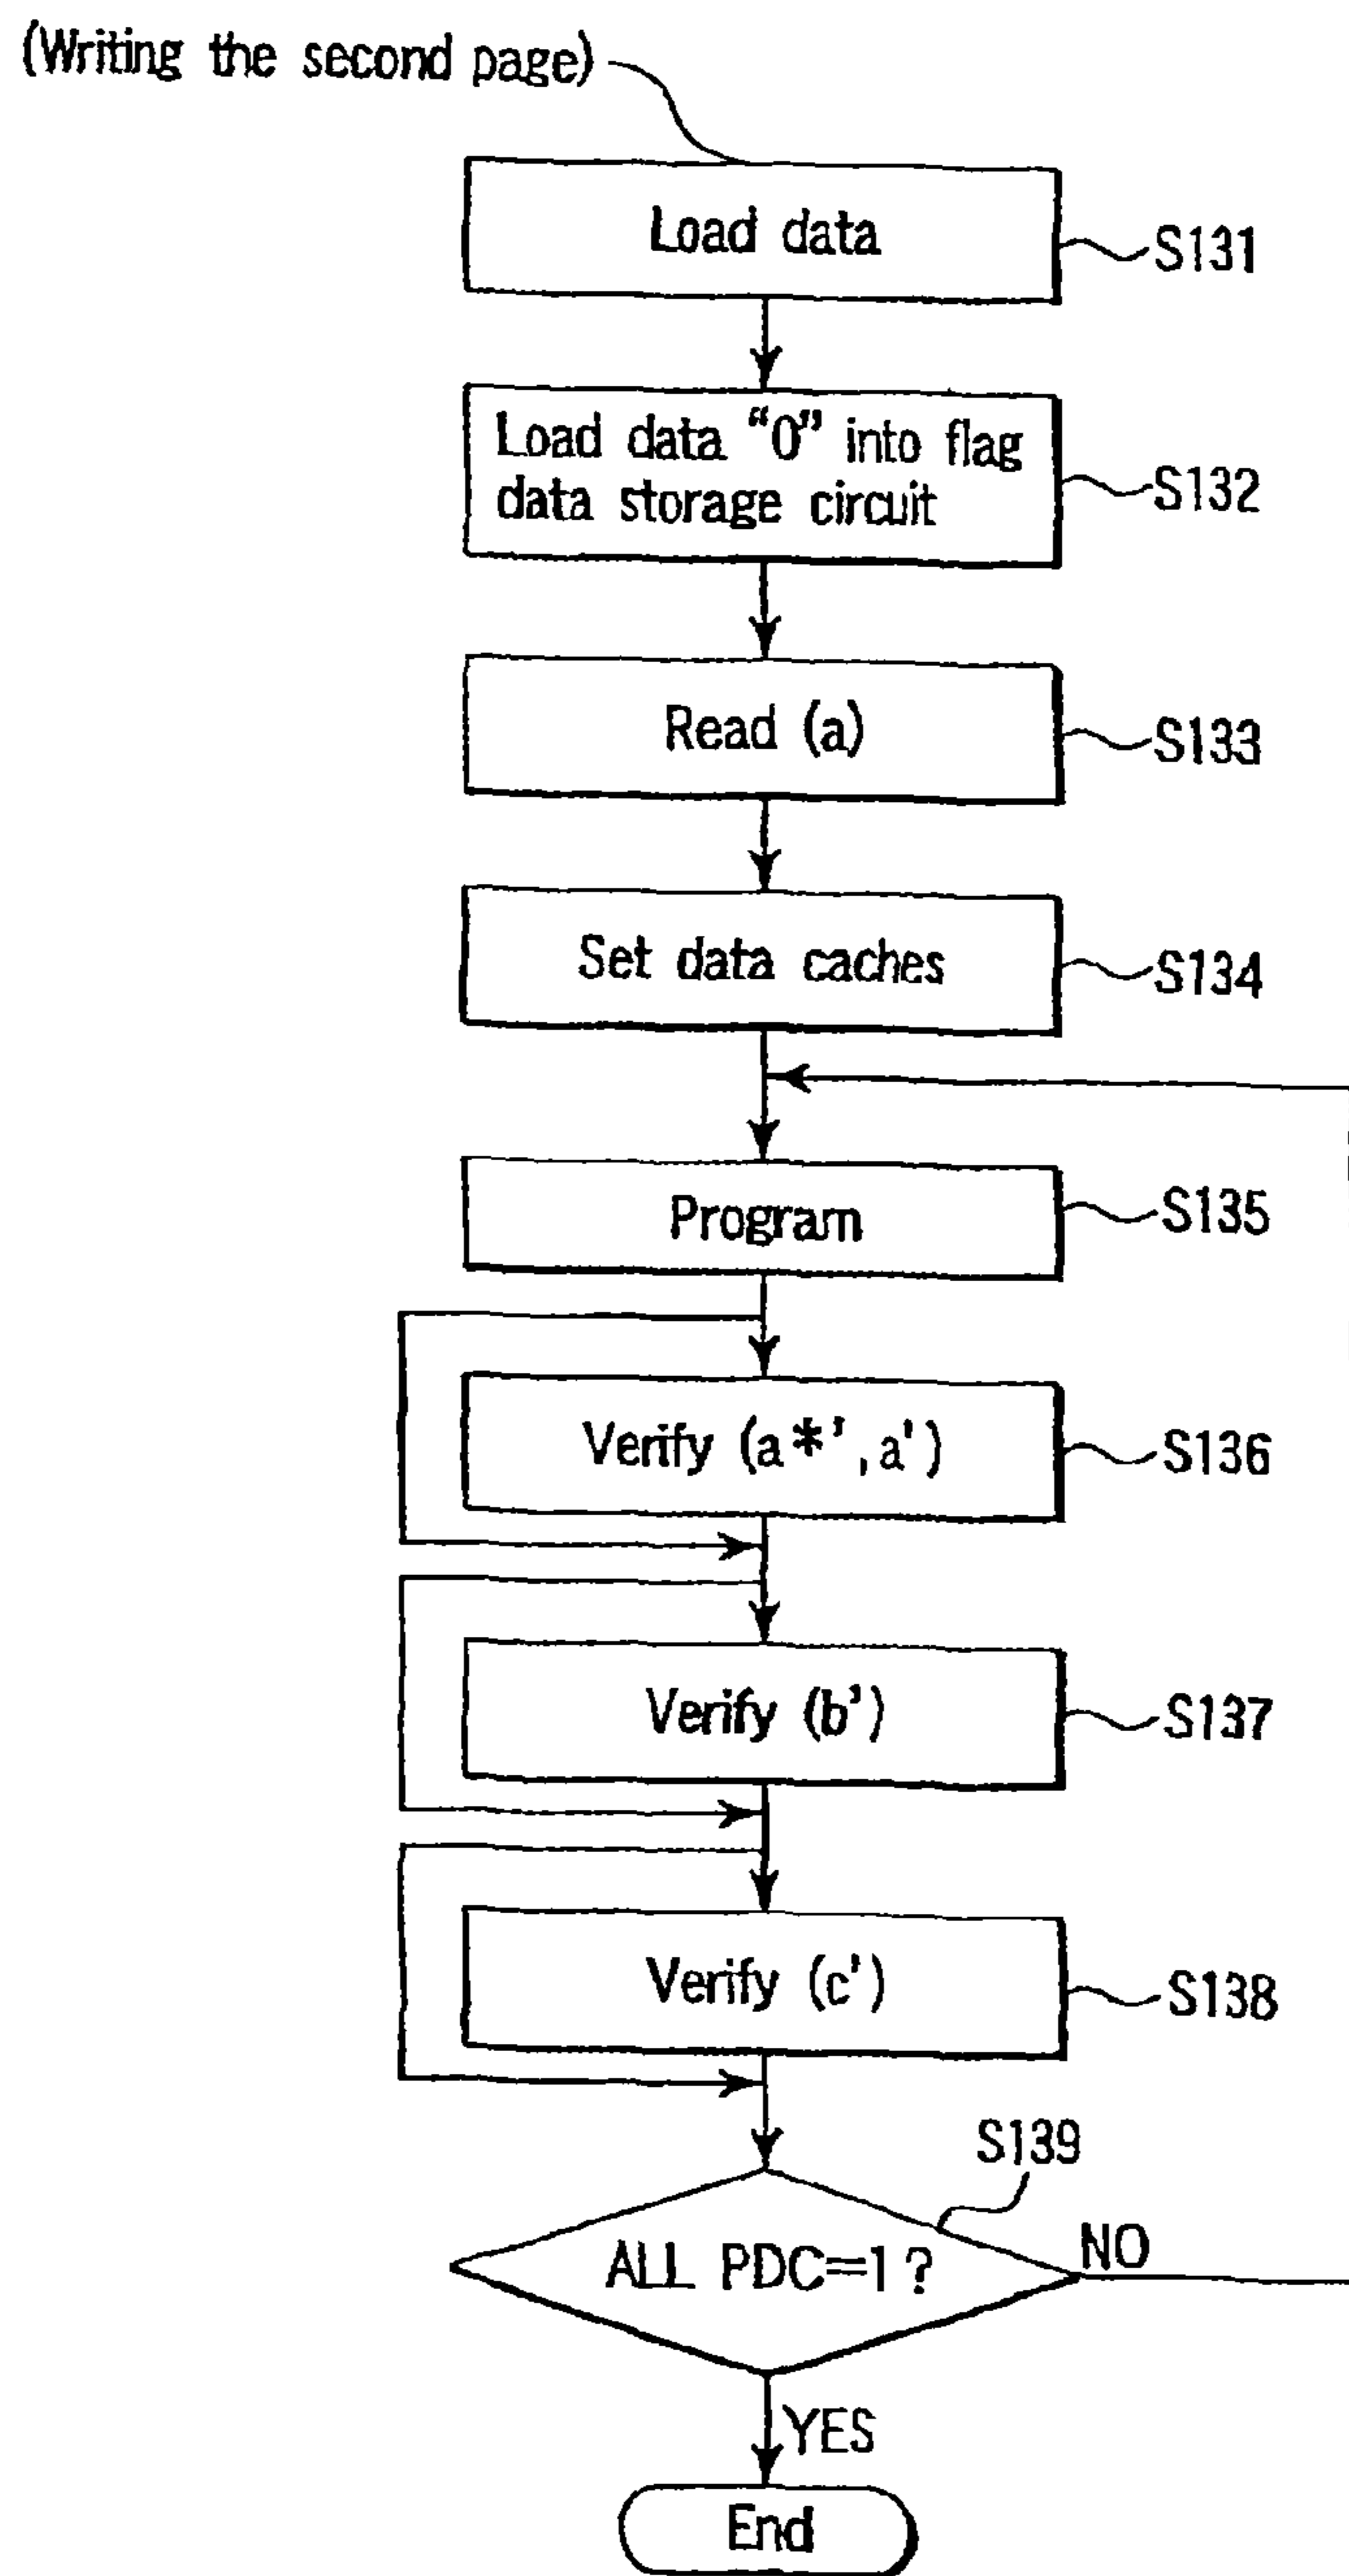 (Writing the second page)
Load data
S131
Load data “0” into flag
data storage circuit
S132
Read (a)
S133
Set data caches
S134
Program
S135
Verify (a*’,a')
S136
Verify (b’)
S137
Verify (c’)
S138
S139
ALL PDC=1?
NO
YES
End